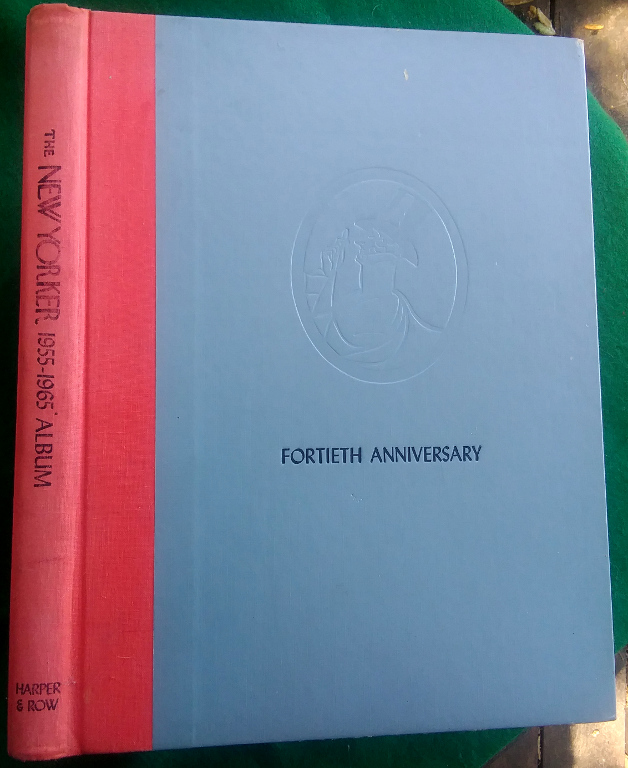 THE NEW YORKER 1955-1965 ALBUM
HARPER
& ROW
FORTIETH ANNIVERSARY